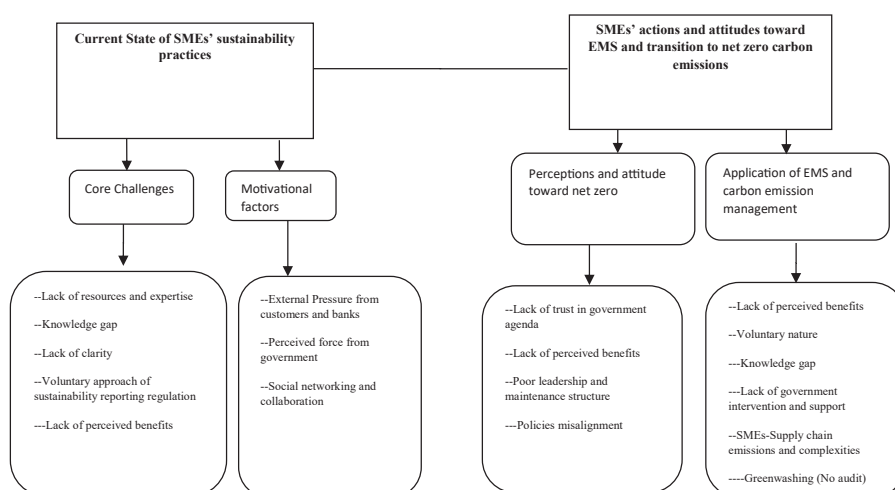 Current State of SMEs' sustainability
practices
SMEs' actions and attitudes toward
EMS and transition to net zero carbon
emissions
Core Challenges
Motivational
factors
Perceptions and attitude
toward net zero
Application of EMS and
carbon emission
management
--Lack of resources and expertise
--Knowledge gap
--Lack of clarity
--Voluntary approach of
sustainability reporting regulation
---Lack of perceived benefits
--External Pressure from
customers and banks
--Perceived force from
government
--Social networking and
collaboration
--Lack of trust in government
agenda
--Lack of perceived benefits
--Poor leadership and
maintenance structure
---Policies misalignment
--Lack of perceived benefits
--Voluntary nature
---Knowledge gap
---Lack of government
intervention and support
--SMEs-Supply chain
emissions and complexities
----Greenwashing (No audit)